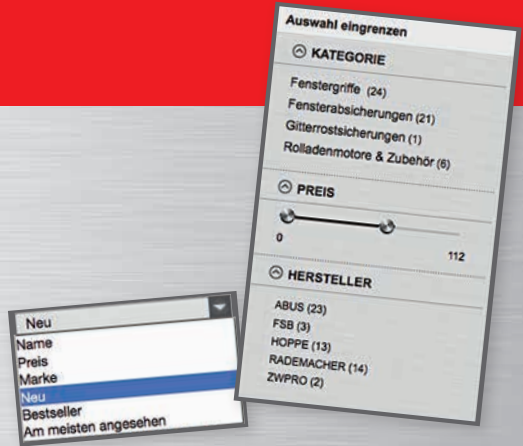 Auswahl eingrenzen
KATEGORIE
Fenstergriffe (24)
Fensterabsicherungen (21)
Gitterrostsicherungen (1)
Rolladenmotore & Zubehör (6)
PREIS
0 112
HERSTELLER
ABUS (23)
FSB (3)
HOPPE (13)
RADEMACHER (14)
ZWPRO (2)
Neu
Name
Preis
Marke
Neu
Bestseller
Am meisten angesehen